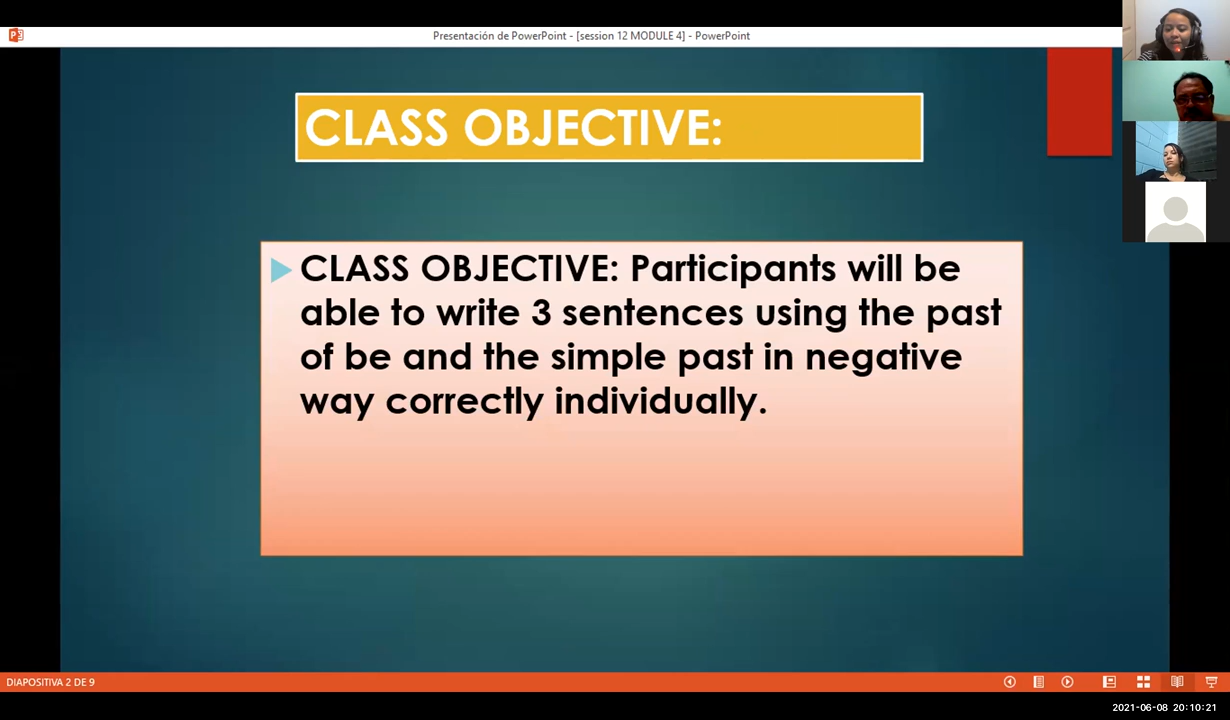 Presentación de PowerPoint - [session 12 MODULE 4] - PowerPoint
CLASS OBJECTIVE:
CLASS OBJECTIVE: Participants will be
able to write 3 sentences using the past
of be and the simple past in negative
way correctly individually.
DIAPOSITIVA 2 DE 9
2021-06-08 20:10:21